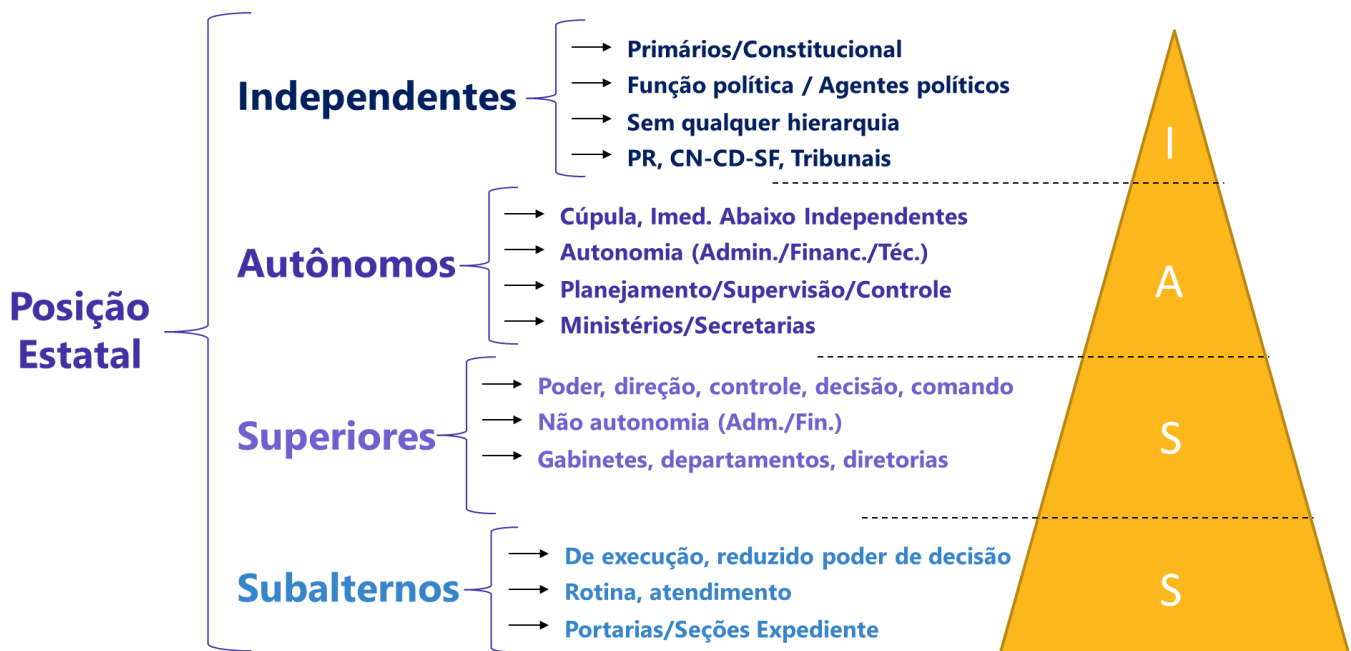 Posição
Estatal
Independentes
Primários/Constitucional
Função política / Agentes políticos
Sem qualquer hierarquia
PR, CN-CD-SF, Tribunais
Autônomos
Cúpula, Imed. Abaixo Independentes
Autonomia (Admin./Financ./Téc.)
Planejamento/Supervisão/Controle
Ministérios/Secretarias
Superiores
Poder, direção, controle, decisão, comando
Não autonomia (Adm./Fin.)
Gabinetes, departamentos, diretorias
Subalternos
De execução, reduzido poder de decisão
Rotina, atendimento
Portarias/Seções Expediente
I
A
S
S